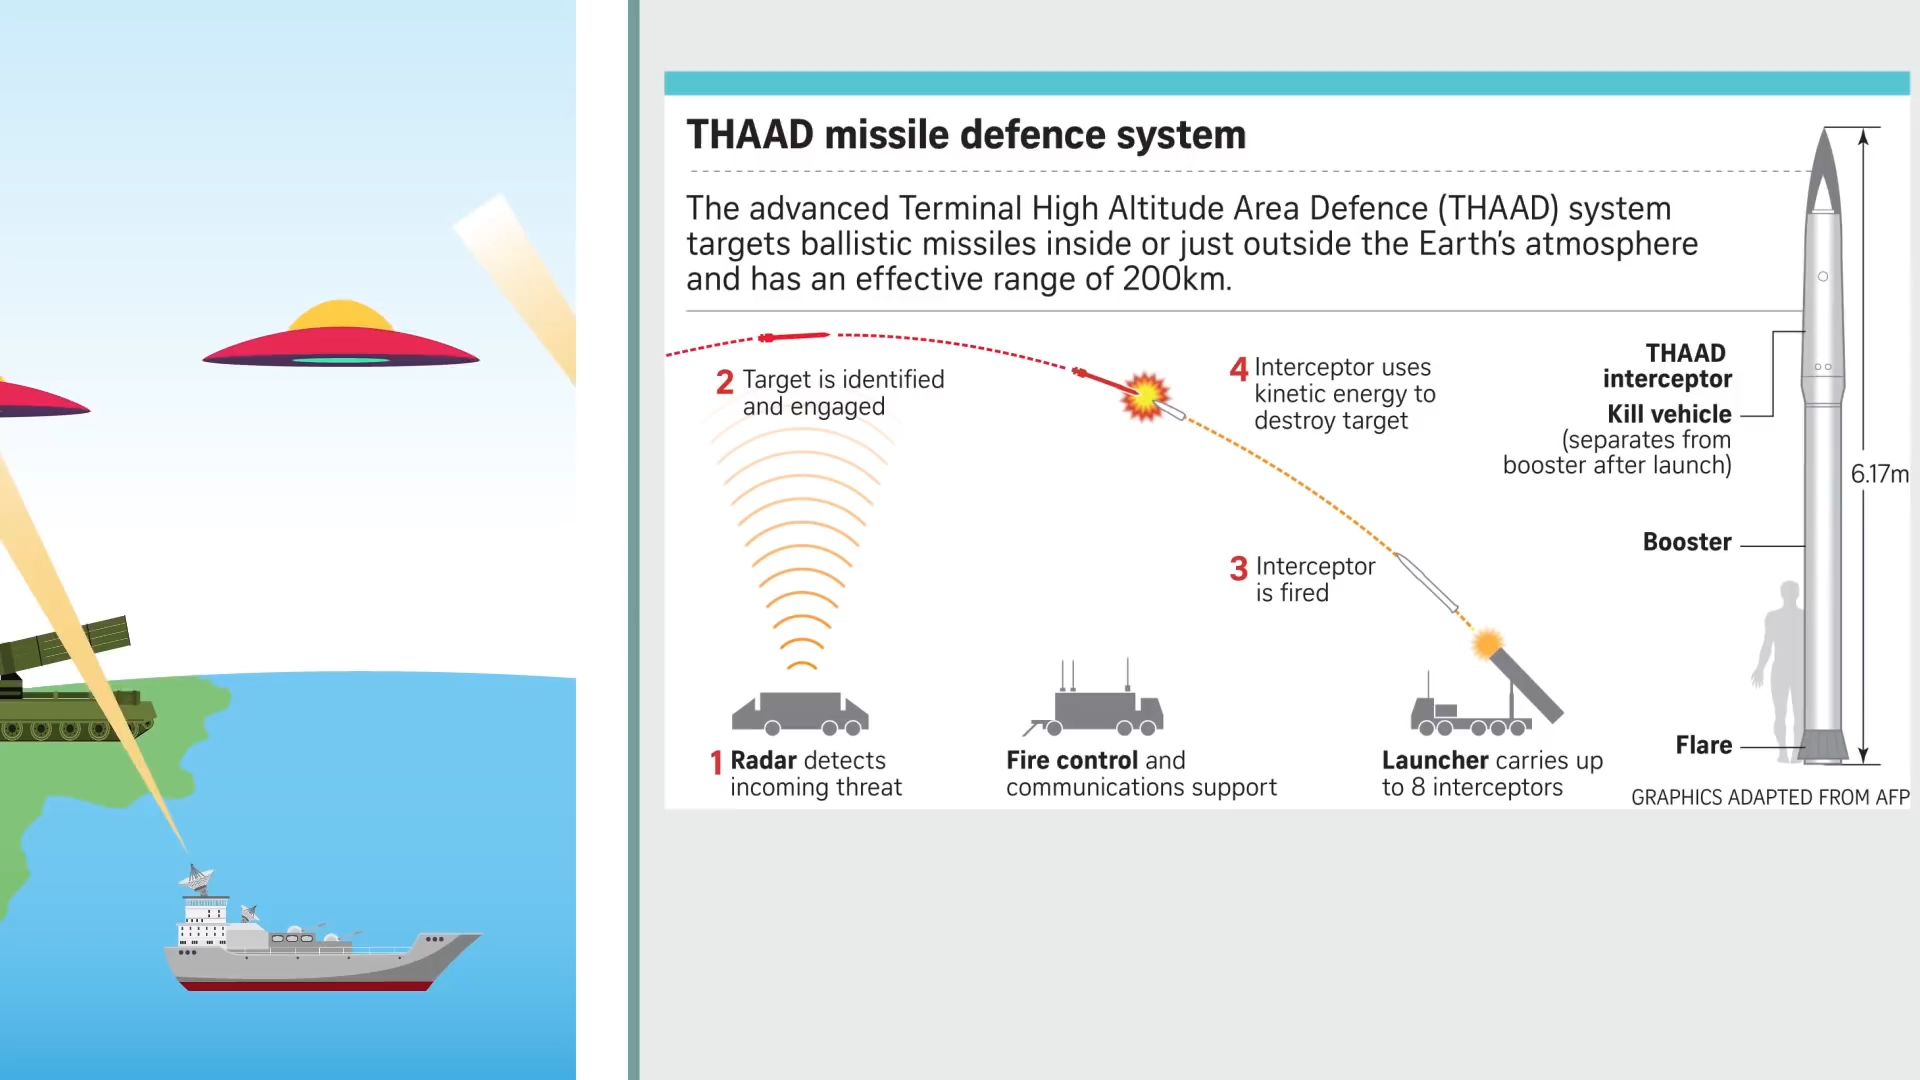 THAAD missile defence system
The advanced Terminal High Altitude Area Defence (THAAD) system
targets ballistic missiles inside or just outside the Earth's atmosphere
and has an effective range of 200km.
2 Target is identified
and engaged
4 Interceptor uses
kinetic energy to
destroy target
THAAD
interceptor
Kill vehicle
(separates from
booster after launch)
6.17m
Booster
3 Interceptor
is fired
Flare
1 Radar detects
incoming threat
Fire control and
communications support
Launcher carries up
to 8 interceptors
GRAPHICS ADAPTED FROM AFP